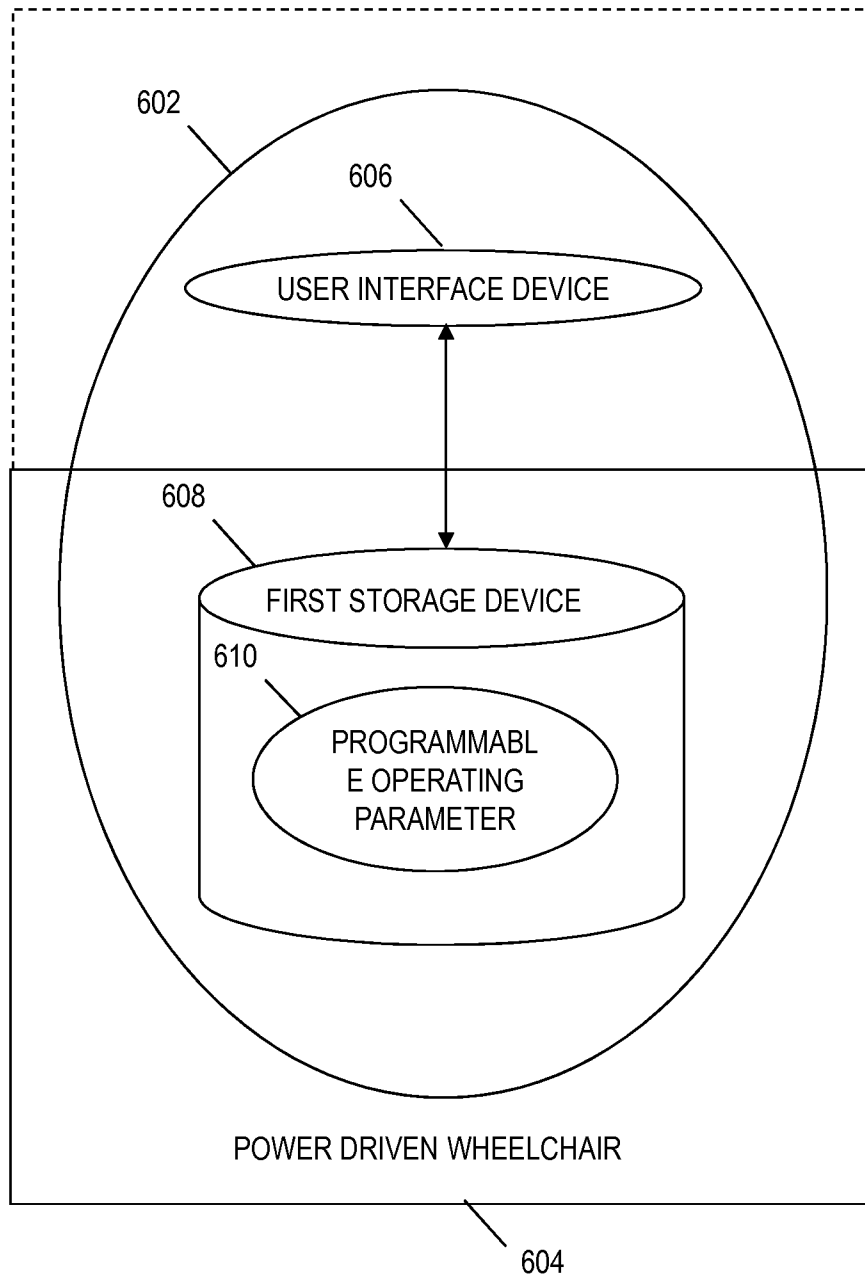 602
606
USER INTERFACE DEVICE
608
FIRST STORAGE DEVICE
610
PROGRAMMABL
E OPERATING
PARAMETER
POWER DRIVEN WHEELCHAIR
604